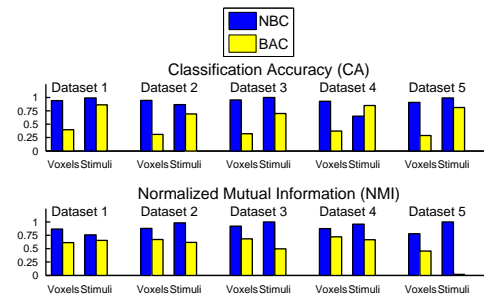 NBC
BAC
Classification Accuracy (CA)
Dataset 1 Dataset 2 Dataset 3 Dataset 4 Dataset 5
1
0.75
0.5
0.25
0
Voxels Stimuli Voxels Stimuli Voxels Stimuli Voxels Stimuli Voxels Stimuli
Normalized Mutual Information (NMI)
Dataset 1 Dataset 2 Dataset 3 Dataset 4 Dataset 5
1
0.75
0.5
0.25
0
Voxels Stimuli Voxels Stimuli Voxels Stimuli Voxels Stimuli Voxels Stimuli